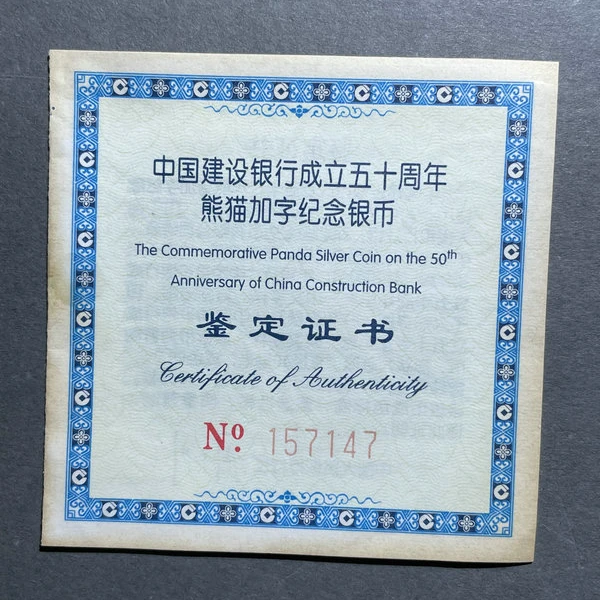 中国建设银行成立五十周年
熊猫加字纪念银币
The Commemorative Panda Silver Coin on the 50th
Anniversary of China Construction Bank
鉴定证书
Certificate of Authenticity
Nº. 157147